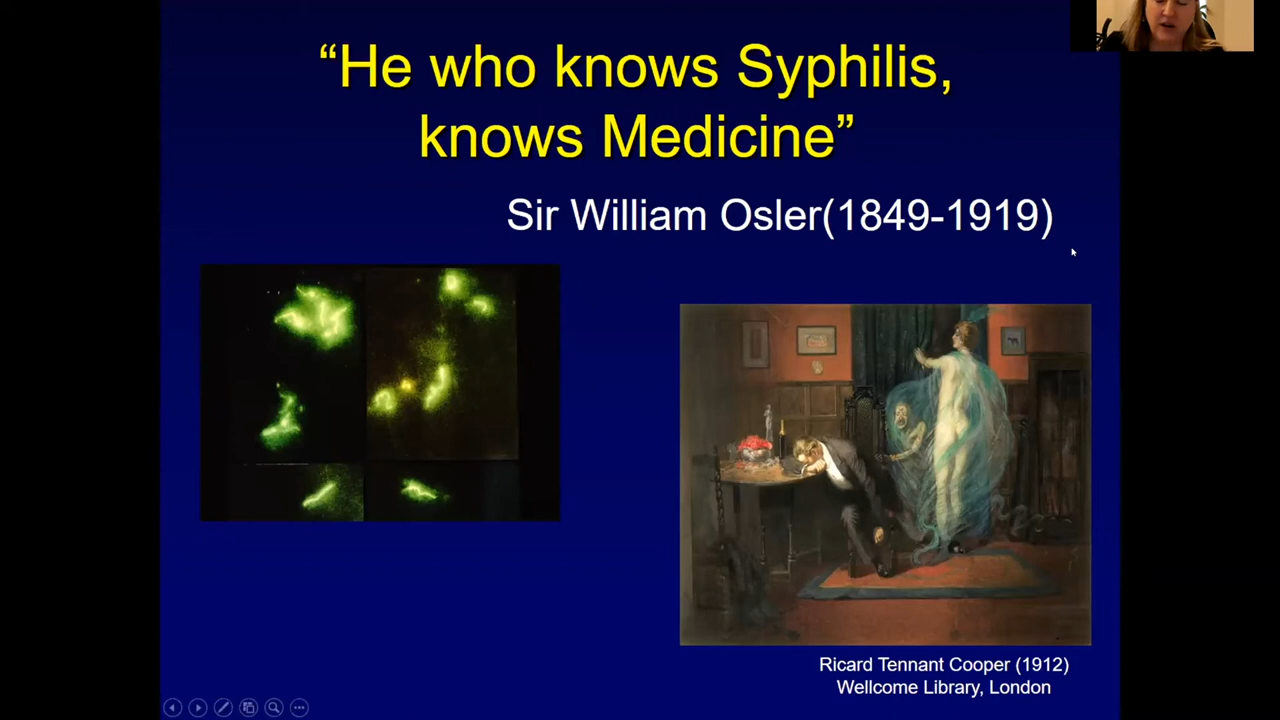 “He who knows Syphilis,
knows Medicine”
Sir William Osler(1849-1919)
Ricard Tennant Cooper (1912)
Wellcome Library, London